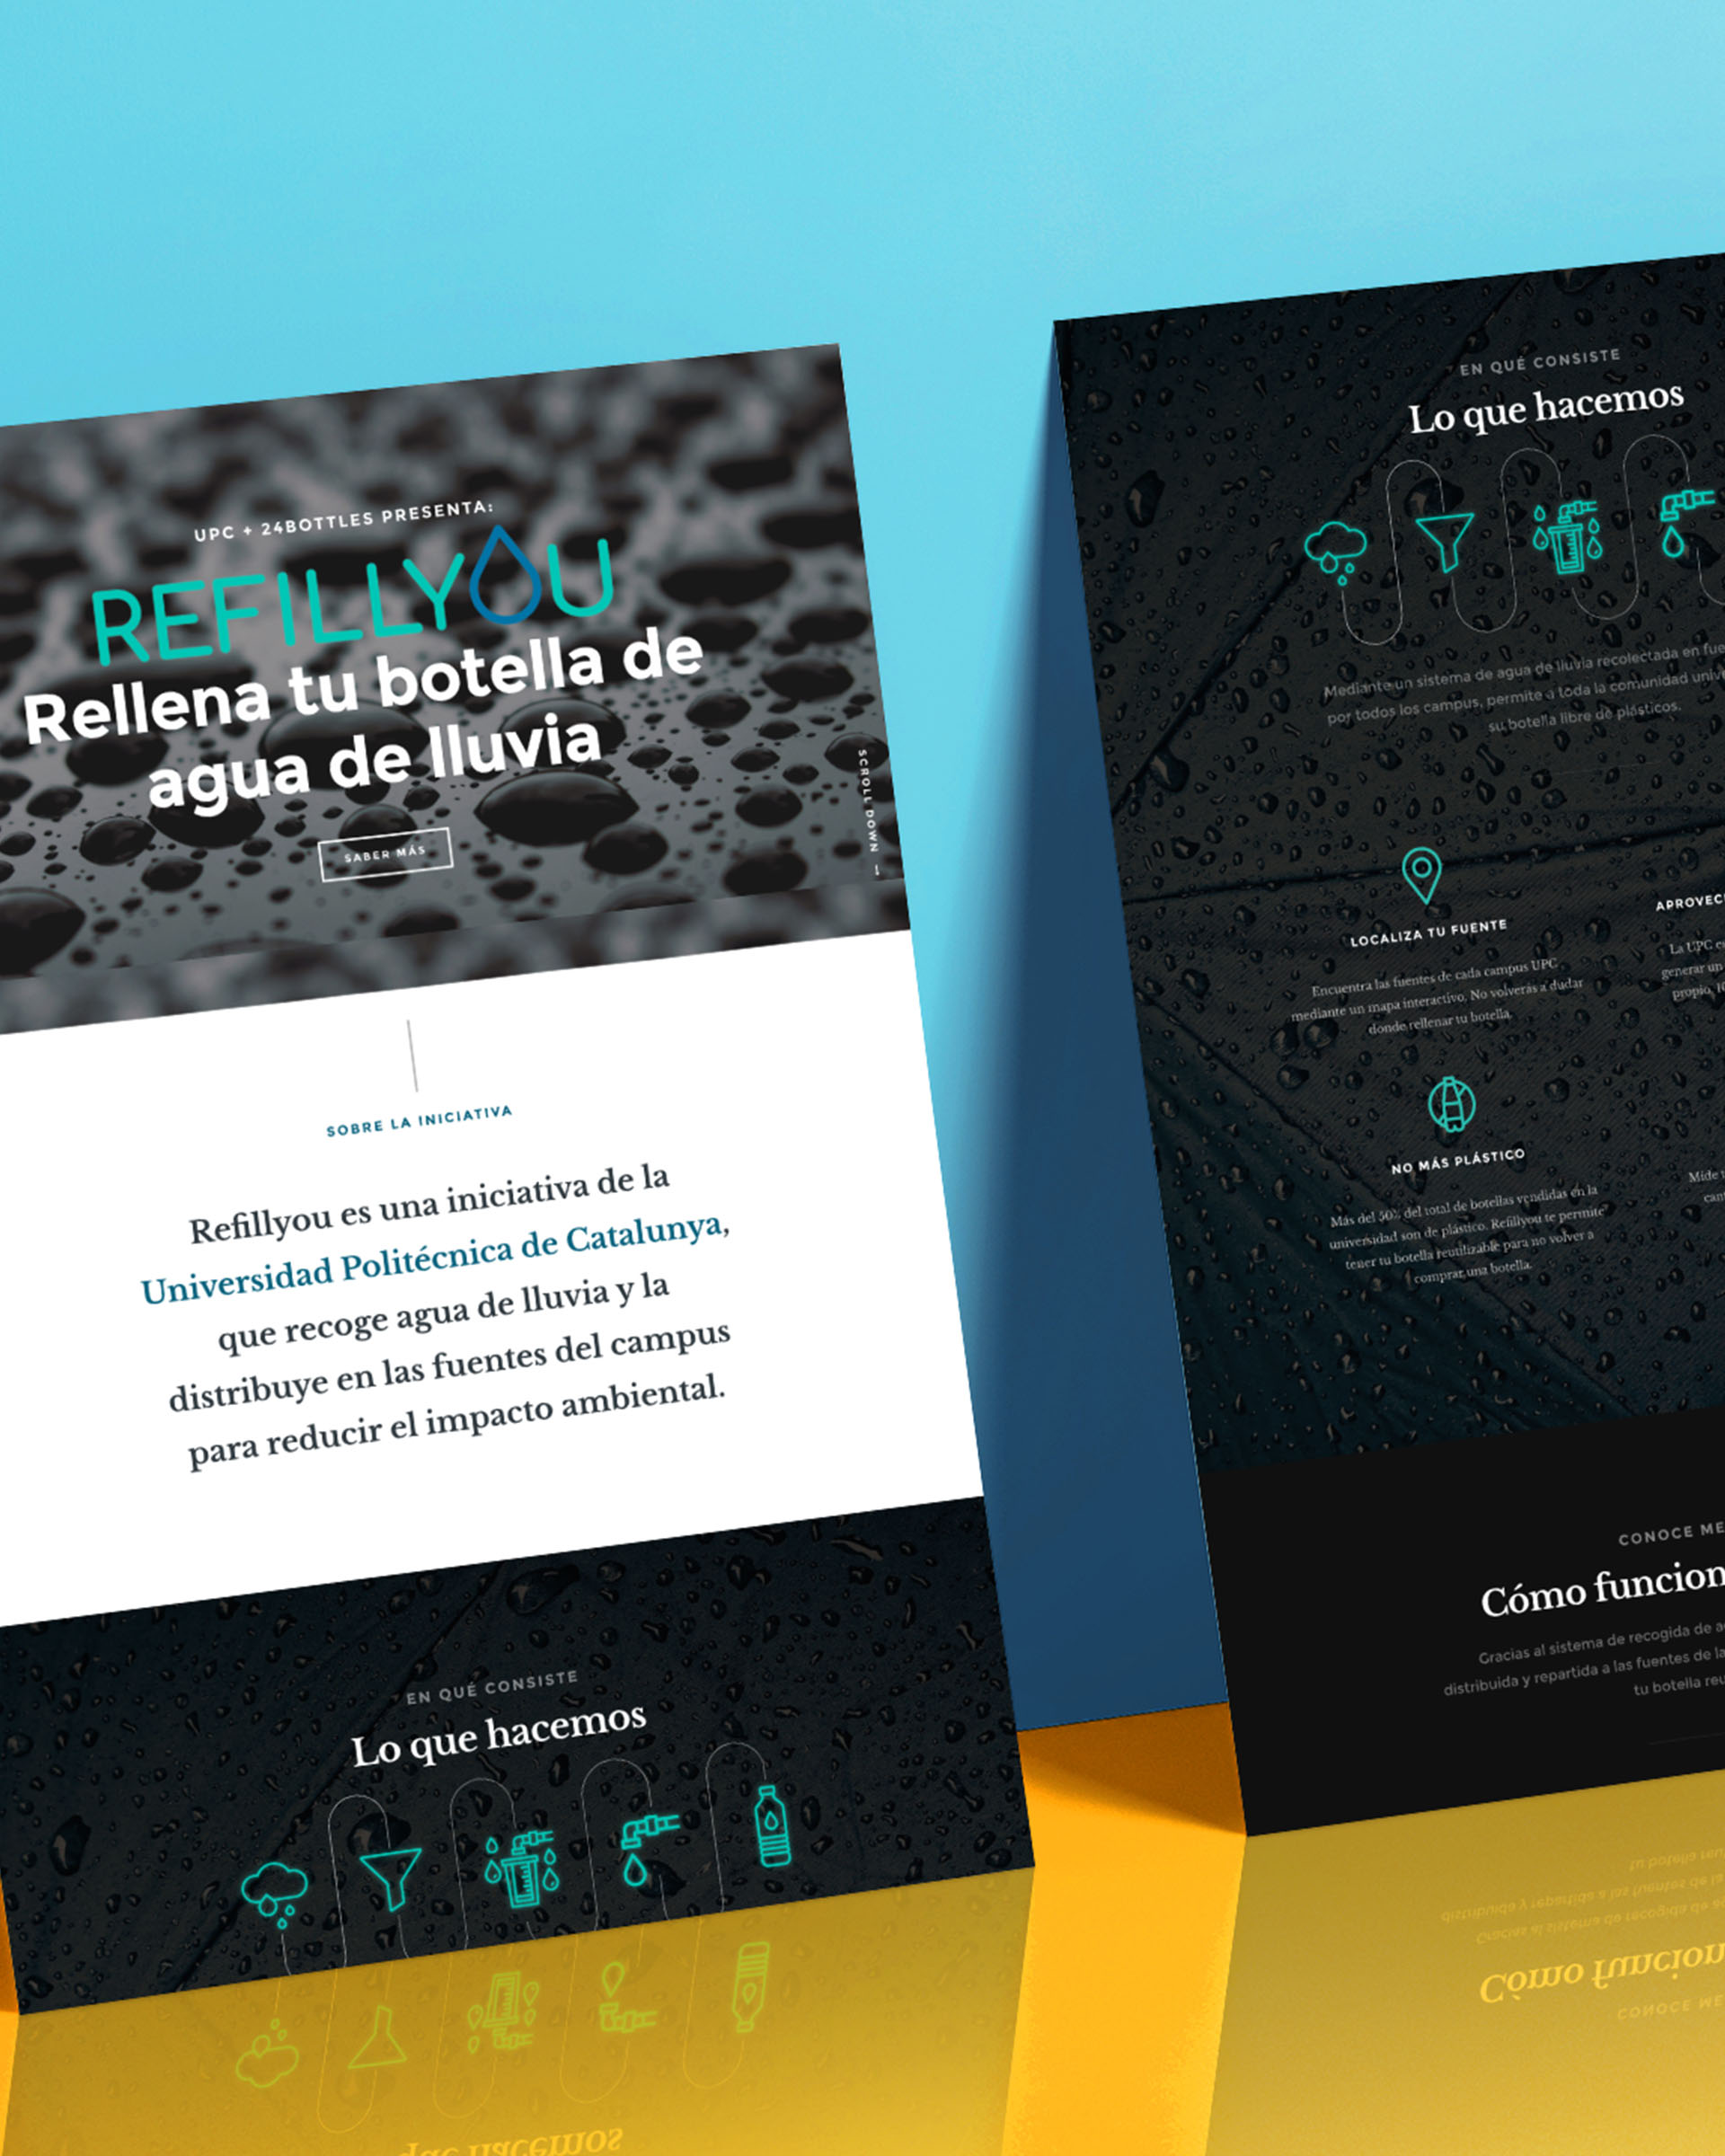 UPC + 24BOTTLES PRESENTA:
REFILLYOU
Rellena tu botella de
agua de lluvia
SABER MÁS
SCROLL DOWN →
SOBRE LA INICIATIVA
Refillyou es una iniciativa de la
Universidad Politécnica de Catalunya,
que recoge agua de lluvia y la
distribuye en las fuentes del campus
para reducir el impacto ambiental.
EN QUÉ CONSISTE
Lo que hacemos
EN QUÉ CONSISTE
Lo que hacemos
Mediante un sistema de agua de lluvia recolectada en
por todos los campus, permite a toda la comunidad
su botella libre de plásticos.
LOCALIZA TU FUENTE
Encuentra las fuentes de cada campus UPC
mediante un mapa interactivo. No volverás a dudar
donde rellenar tu botella.
NO MÁS PLÁSTICO
Más del 50% del total de botellas vendidas en la
universidad son de plástico. Refillyou te permite
tener tu botella reutilizable para no volver a
comprar una botella.
La UPC
generar un
propio,
Mide
CONOCE
Cómo
Gracias al sistema de recogida de
distribuida y repartida a las fuentes de la
tu botella